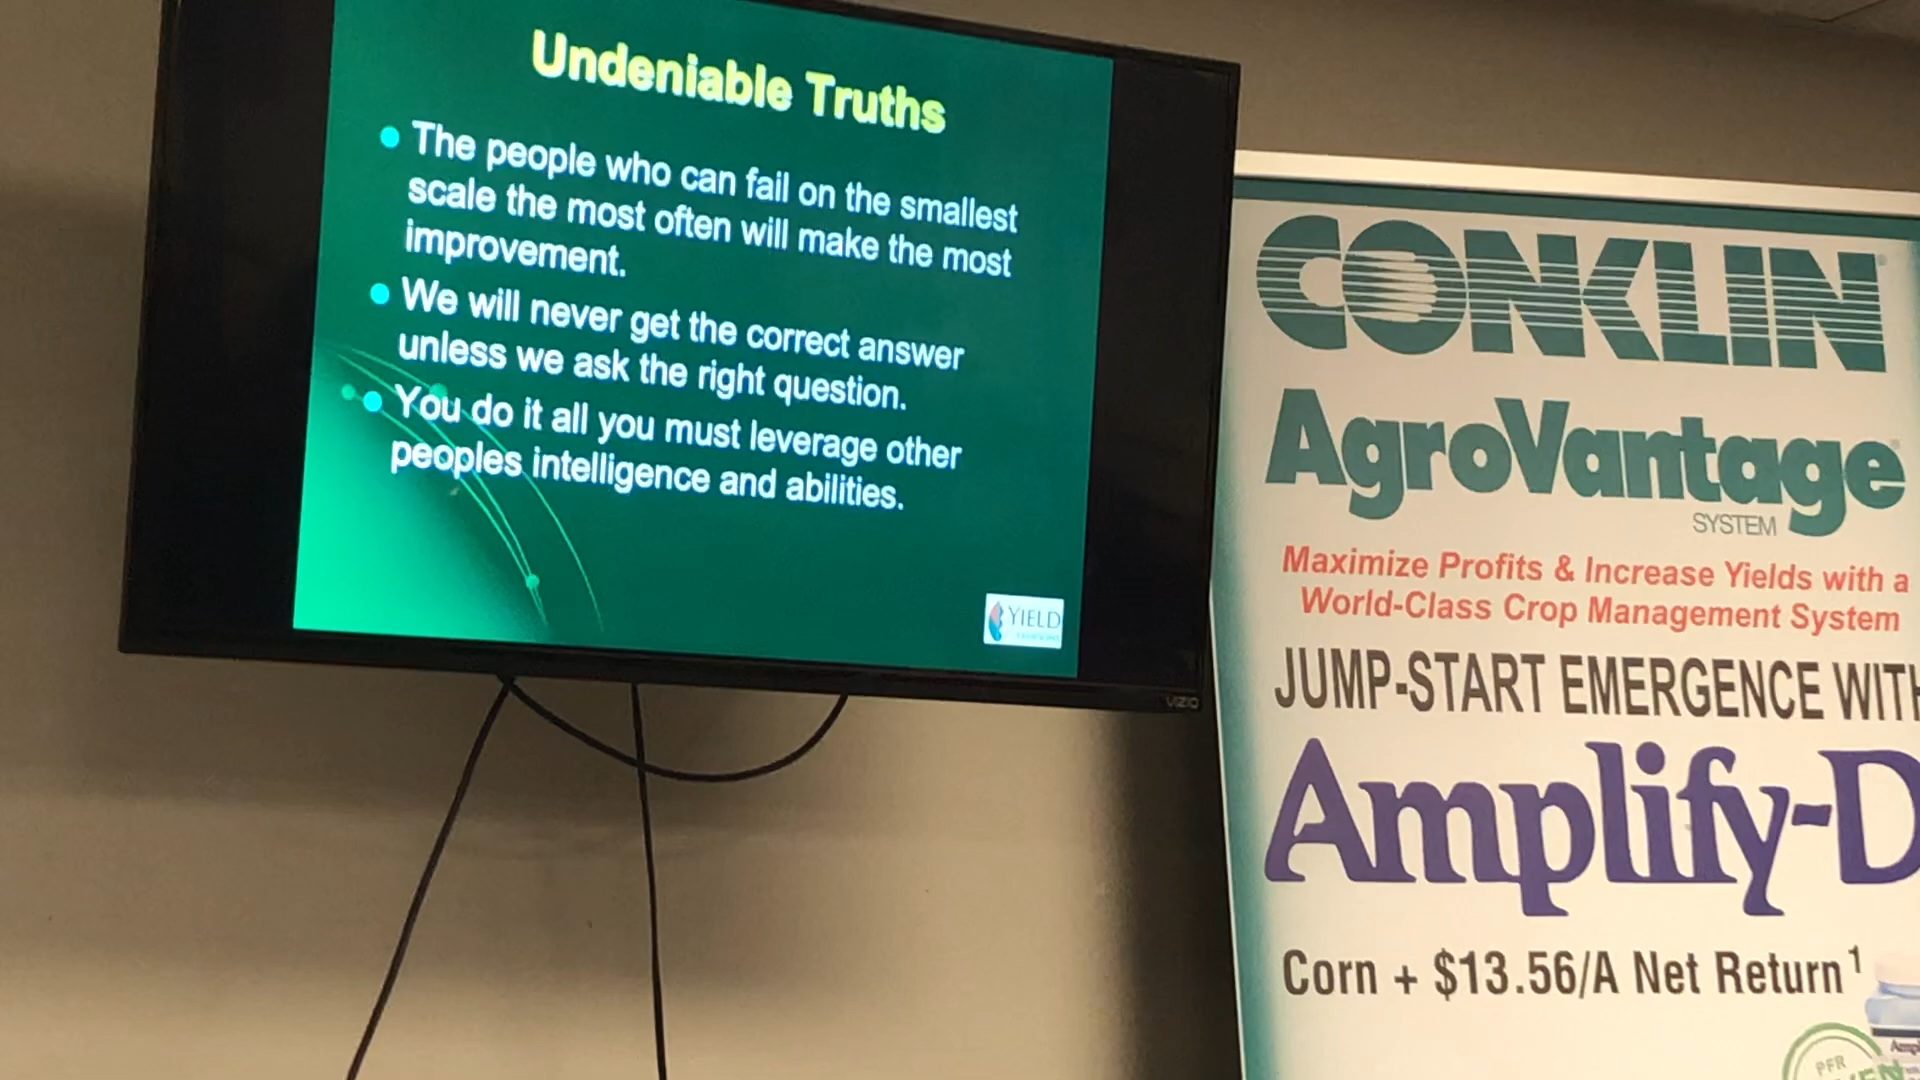 Undeniable Truths
The people who can fail on the smallest
scale the most often will make the most
improvement.
We will never get the correct answer
unless we ask the right question.
You do it all you must leverage other
peoples intelligence and abilities.
YIELD
VIZIO
CONKLIN
AgroVantage
SYSTEM
Maximize Profits & Increase Yields with a
World-Class Crop Management System
JUMP-START EMERGENCE WITH
Amplify-D
Corn + $13.56/A Net Return¹
PFR